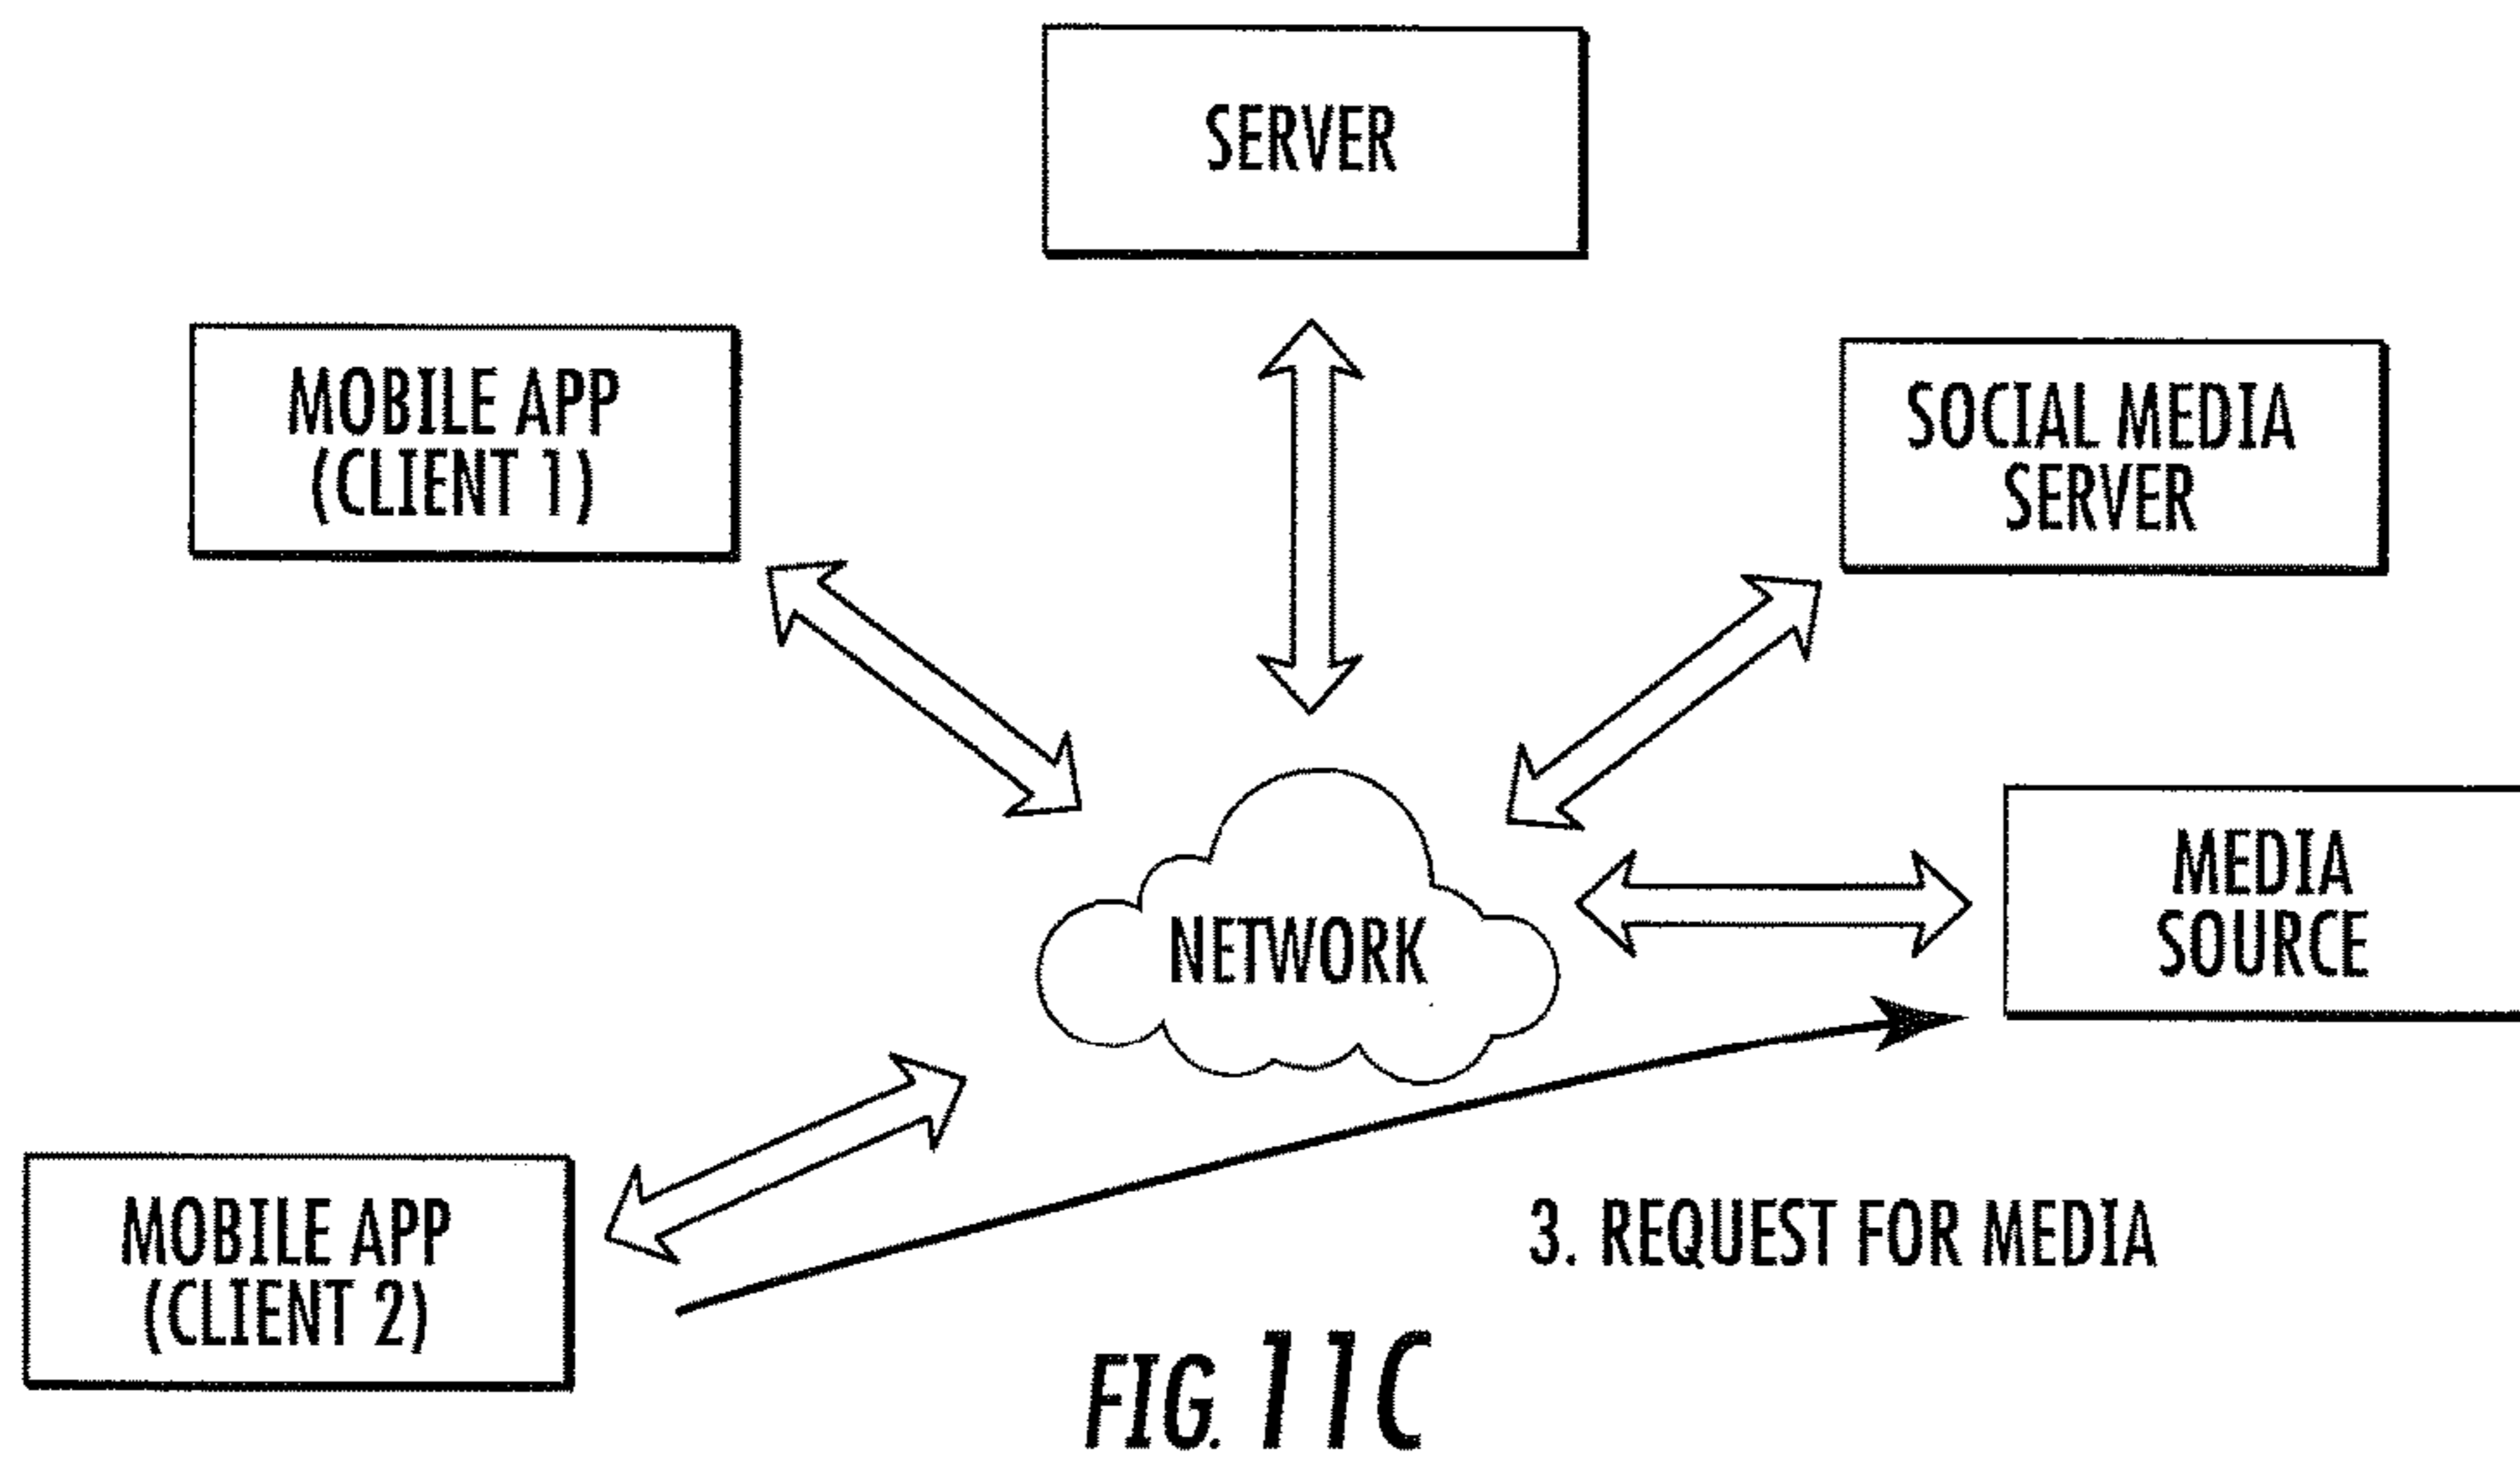 SERVER
MOBILE APP
(CLIENT 1)
SOCIAL MEDIA
SERVER
NETWORK
MEDIA
SOURCE
MOBILE APP
(CLIENT 2)
3. REQUEST FOR MEDIA
FIG. 11C